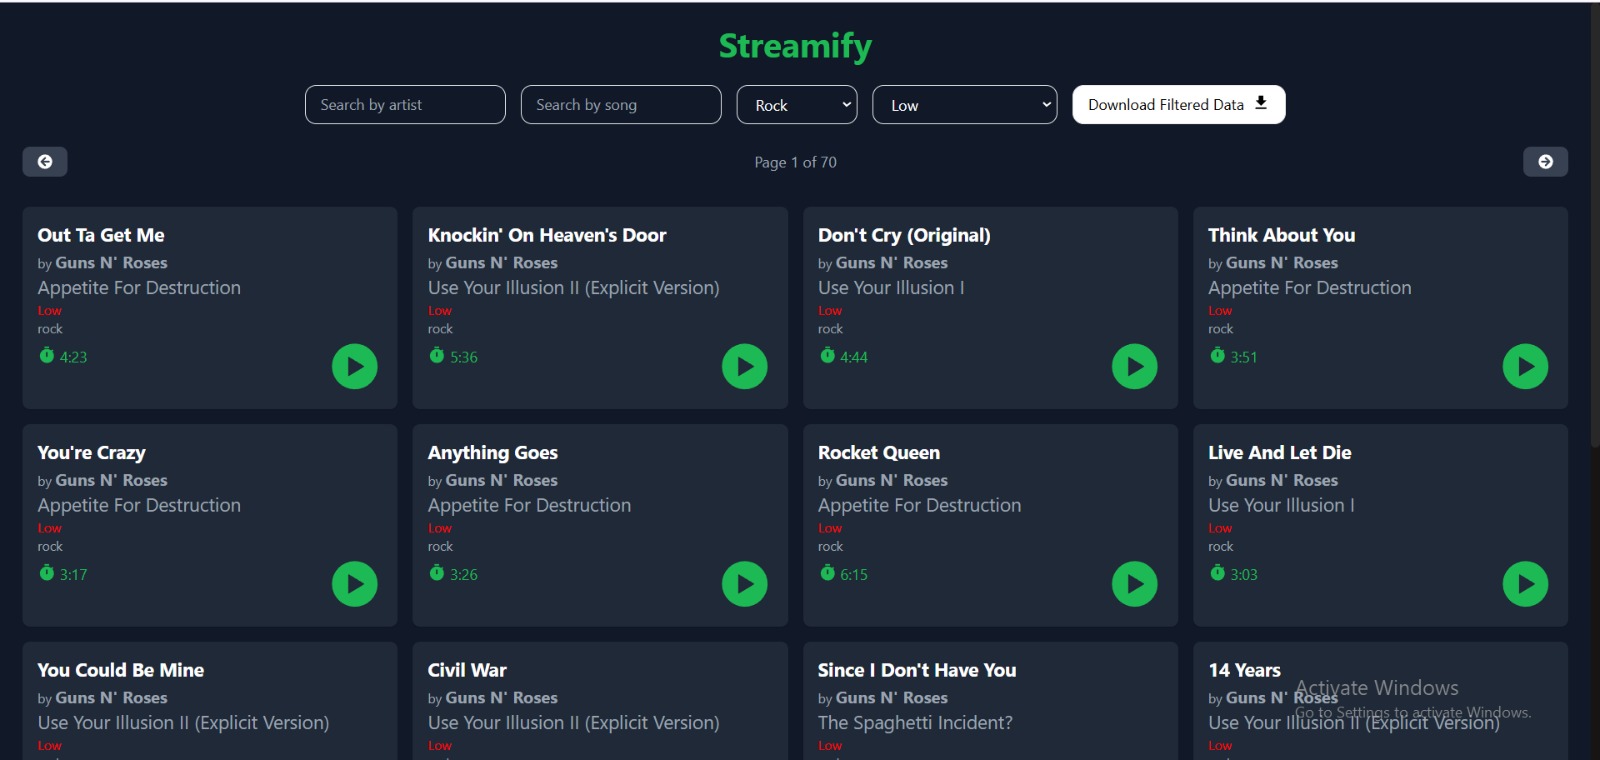 Streamify
Search by artist
Search by song
Rock
Low
Download Filtered Data
Page 1 of 70
Out Ta Get Me
by Guns N' Roses
Appetite For Destruction
Low
rock
4:23
Knockin' On Heaven's Door
by Guns N' Roses
Use Your Illusion II (Explicit Version)
Low
rock
5:36
Don't Cry (Original)
by Guns N' Roses
Use Your Illusion I
Low
rock
4:44
Think About You
by Guns N' Roses
Appetite For Destruction
Low
rock
3:51
You're Crazy
by Guns N' Roses
Appetite For Destruction
Low
rock
3:17
Anything Goes
by Guns N' Roses
Appetite For Destruction
Low
rock
3:26
Rocket Queen
by Guns N' Roses
Appetite For Destruction
Low
rock
6:15
Live And Let Die
by Guns N' Roses
Use Your Illusion I
Low
rock
3:03
You Could Be Mine
by Guns N' Roses
Use Your Illusion II (Explicit Version)
Low
Civil War
by Guns N' Roses
Use Your Illusion II (Explicit Version)
Low
Since I Don't Have You
by Guns N' Roses
The Spaghetti Incident?
Low
14 Years
by Guns N' Roses
Use Your Illusion II (Explicit Version)
Low
Activate Windows
Go to Settings to activate Windows.